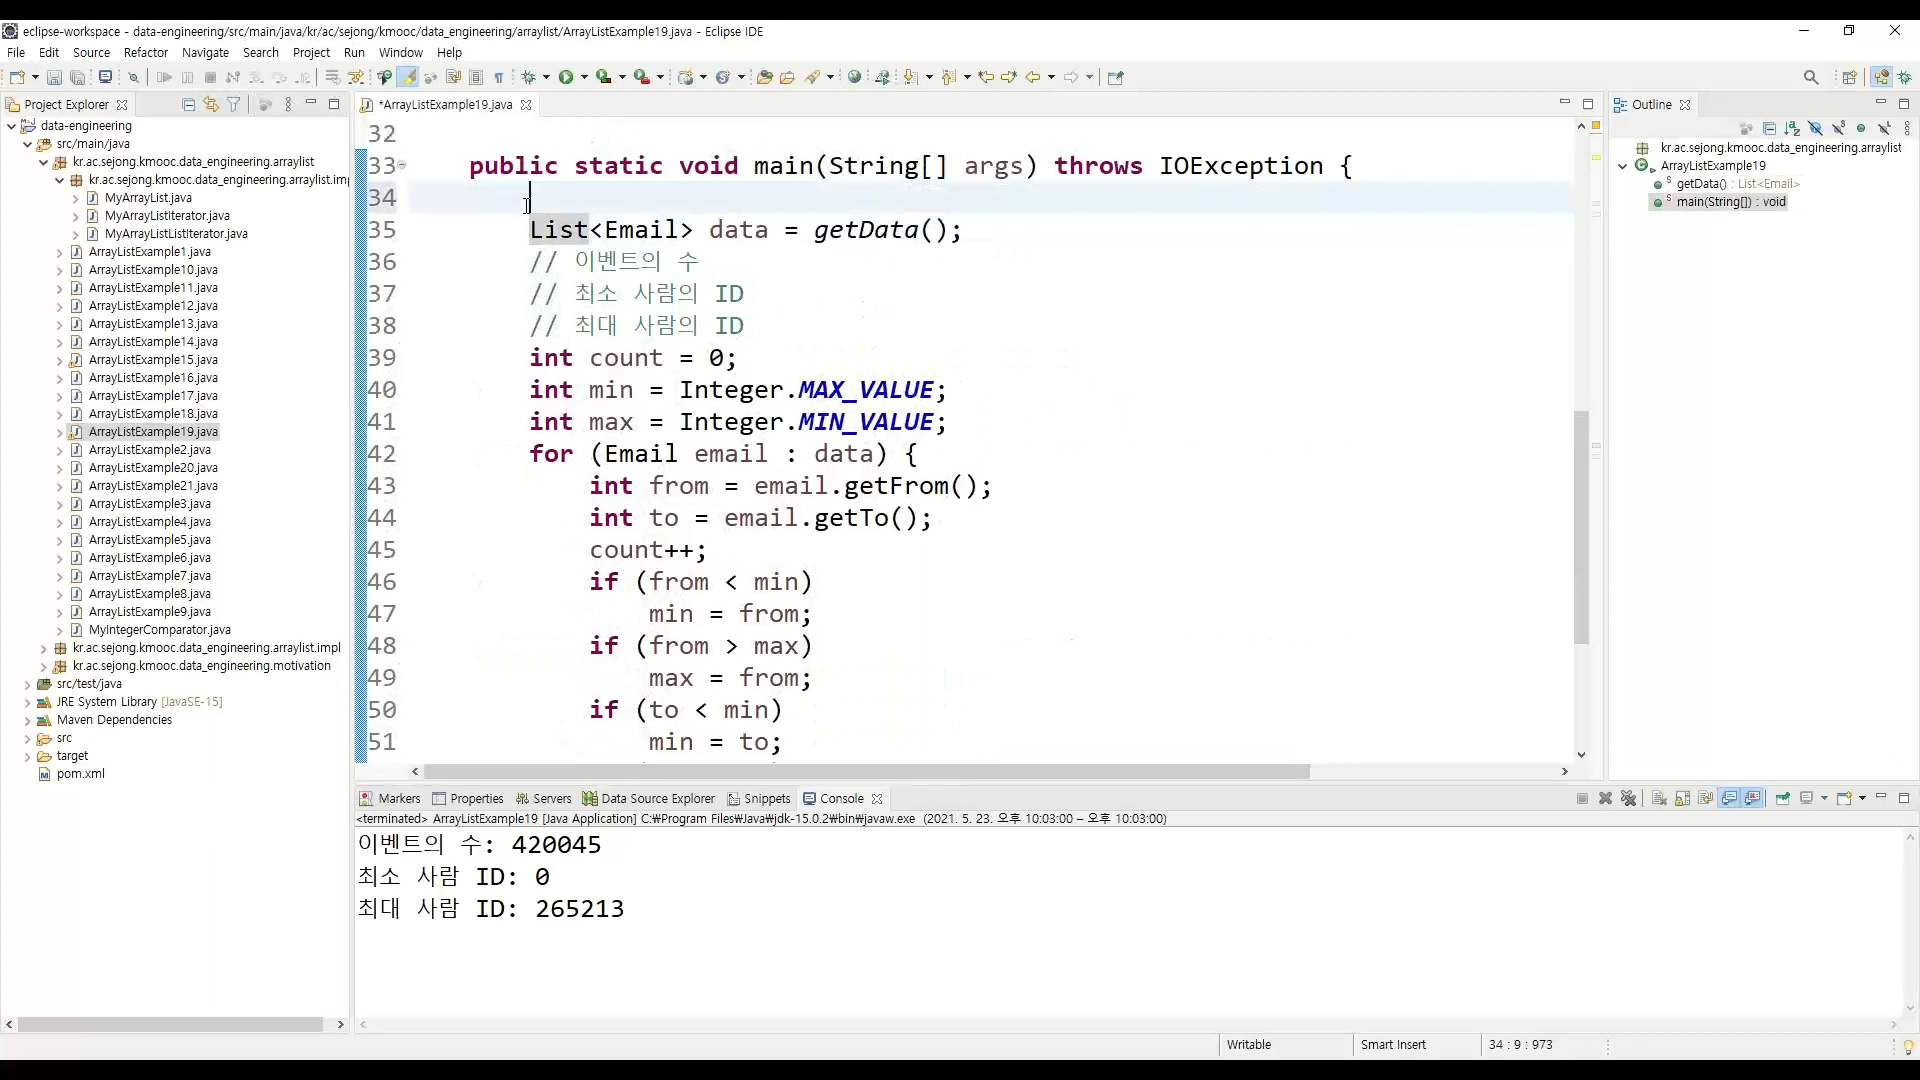 eclipse-workspace - data-engineering/src/main/java/kr/ac/sejong/kmooc/data_engineering/arraylist/ArrayListExample19.java - Eclipse IDE
File Edit Source Refactor Navigate Search Project Run Window Help
Project Explorer
data-engineering
src/main/java
kr.ac.sejong.kmooc.data_engineering.arraylist
kr.ac.sejong.kmooc.data_engineering.arraylist.imp
MyArrayList.java
MyArrayListIterator.java
MyArrayListListIterator.java
ArrayListExample1.java
ArrayListExample10.java
ArrayListExample11.java
ArrayListExample12.java
ArrayListExample13.java
ArrayListExample14.java
ArrayListExample15.java
ArrayListExample16.java
ArrayListExample17.java
ArrayListExample18.java
ArrayListExample19.java
ArrayListExample2.java
ArrayListExample20.java
ArrayListExample21.java
ArrayListExample3.java
ArrayListExample4.java
ArrayListExample5.java
ArrayListExample6.java
ArrayListExample7.java
ArrayListExample8.java
ArrayListExample9.java
MyIntegerComparator.java
kr.ac.sejong.kmooc.data_engineering.arraylist.impl
kr.ac.sejong.kmooc.data_engineering.motivation
src/test/java
JRE System Library [JavaSE-15]
Maven Dependencies
src
target
pom.xml
*ArrayListExample19.java
32
33 public static void main(String[] args) throws IOException {
34
35 List<Email> data = getData();
36 // 이벤트의 수
37 // 최소 사람의 ID
38 // 최대 사람의 ID
39 int count = 0;
40 int min = Integer.MAX_VALUE;
41 int max = Integer.MIN_VALUE;
42 for (Email email : data) {
43 int from = email.getFrom();
44 int to = email.getTo();
45 count++;
46 if (from < min)
47 min = from;
48 if (from > max)
49 max = from;
50 if (to < min)
51 min = to;
Outline
kr.ac.sejong.kmooc.data_engineering.arraylist
ArrayListExample19
getData() : List<Email>
main(String[]) : void
Markers Properties Servers Data Source Explorer Snippets Console
<terminated> ArrayListExample19 [Java Application] C:₩Program Files₩Java₩jdk-15.0.2₩bin₩javaw.exe (2021. 5. 23. 오후 10:03:00 – 오후 10:03:00)
이벤트의 수: 420045
최소 사람 ID: 0
최대 사람 ID: 265213
Writable Smart Insert 34 : 9 : 973